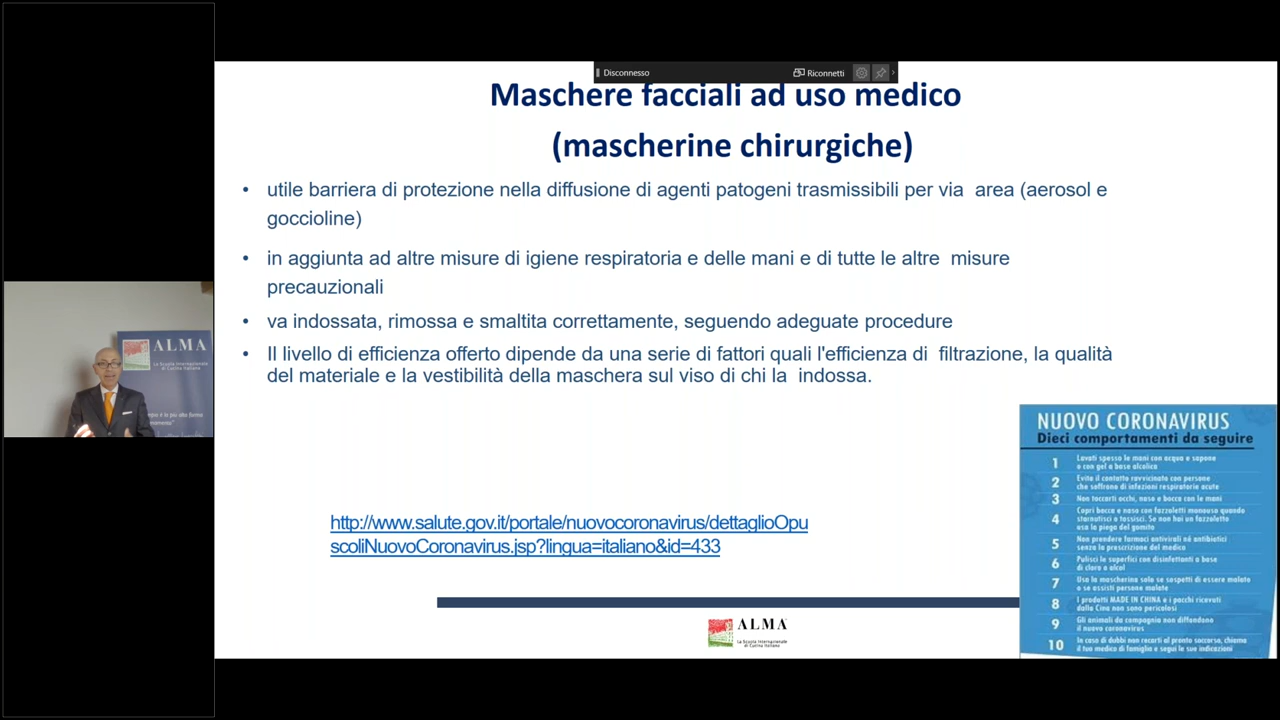 Disconnesso
Riconnetti
Maschere facciali ad uso medico
(mascherine chirurgiche)
• utile barriera di protezione nella diffusione di agenti patogeni trasmissibili per via area (aerosol e
goccioline)
• in aggiunta ad altre misure di igiene respiratoria e delle mani e di tutte le altre misure
precauzionali
• va indossata, rimossa e smaltita correttamente, seguendo adeguate procedure
• Il livello di efficienza offerto dipende da una serie di fattori quali l'efficienza di filtrazione, la qualità
del materiale e la vestibilità della maschera sul viso di chi la indossa.
http://www.salute.gov.it/portale/nuovocoronavirus/dettaglioOpu
scoliNuovoCoronavirus.jsp?lingua=italiano&id=433
NUOVO CORONAVIRUS
Dieci comportamenti da seguire
1 Lavati spesso le mani con acqua e sapone
o con gel a base alcolica
2 Evita il contatto ravvicinato con persone
che soffrono di infezioni respiratorie acute
3 Non toccarti occhi, naso e bocca con le mani
4 Copri bocca e naso con fazzoletti monouso quando
starnutisci o tossisci. Se non hai un fazzoletto
usa la piega del gomito
5 Non prendere farmaci antivirali né antibiotici
senza la prescrizione del medico
6 Pulisci le superfici con disinfettanti a base
di cloro o alcol
7 Usa la mascherina solo se sospetti di essere malato
o se assisti persone malate
8 I prodotti MADE IN CHINA e i pacchi ricevuti
dalla Cina non sono pericolosi
9 Gli animali da compagnia non diffondono
il nuovo coronavirus
10 In caso di dubbi non recarti al pronto soccorso, chiama
il tuo medico di famiglia e segui le sue indicazioni
ALMA
La Scuola Internazionale
di Cucina Italiana
ALMA
La Scuola Internazionale
di Cucina Italiana